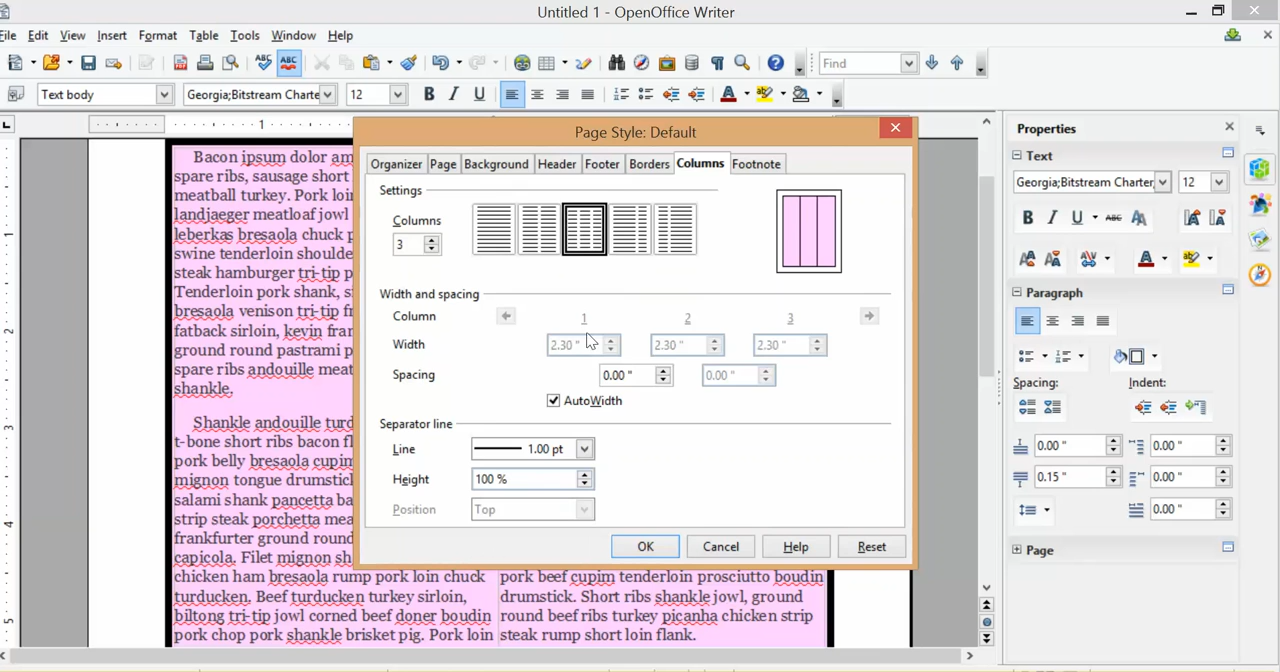 Untitled 1 - OpenOffice Writer
File Edit View Insert Format Table Tools Window Help
Find
Text body Georgia;Bitstream Charte 12
1
Page Style: Default
Organizer Page Background Header Footer Borders Columns Footnote
Settings
Columns
3
Width and spacing
Column 1 2 3
Width 2.30 " 2.30 " 2.30 "
Spacing 0.00 " 0.00 "
AutoWidth
Separator line
Line 1.00 pt
Height 100 %
Position Top
OK Cancel Help Reset
Bacon ipsum dolor am
spare ribs, sausage short
meatball turkey. Pork loin
landjaeger meatloaf jowl
leberkas bresaola chuck p
swine tenderloin shoulde
steak hamburger tri-tip p
Tenderloin pork shank, s
bresaola venison tri-tip fr
fatback sirloin, kevin fran
ground round pastrami p
spare ribs andouille meat
shankle.
Shankle andouille turd
t-bone short ribs bacon fl
pork belly bresaola cupin
mignon tongue drumstick
salami shank pancetta ba
strip steak porchetta mea
frankfurter ground round
capicola. Filet mignon sh
chicken ham bresaola rump pork loin chuck
turducken. Beef turducken turkey sirloin,
biltong tri-tip jowl corned beef doner boudin
pork chop pork shankle brisket pig. Pork loin
pork beef cupim tenderloin prosciutto boudin
drumstick. Short ribs shankle jowl, ground
round beef ribs turkey picanha chicken strip
steak rump short loin flank.
1
2
3
4
5
Properties
Text
Georgia;Bitstream Charter, 12
Paragraph
Spacing: Indent:
0.00 " 0.00 "
0.15 " 0.00 "
0.00 "
Page